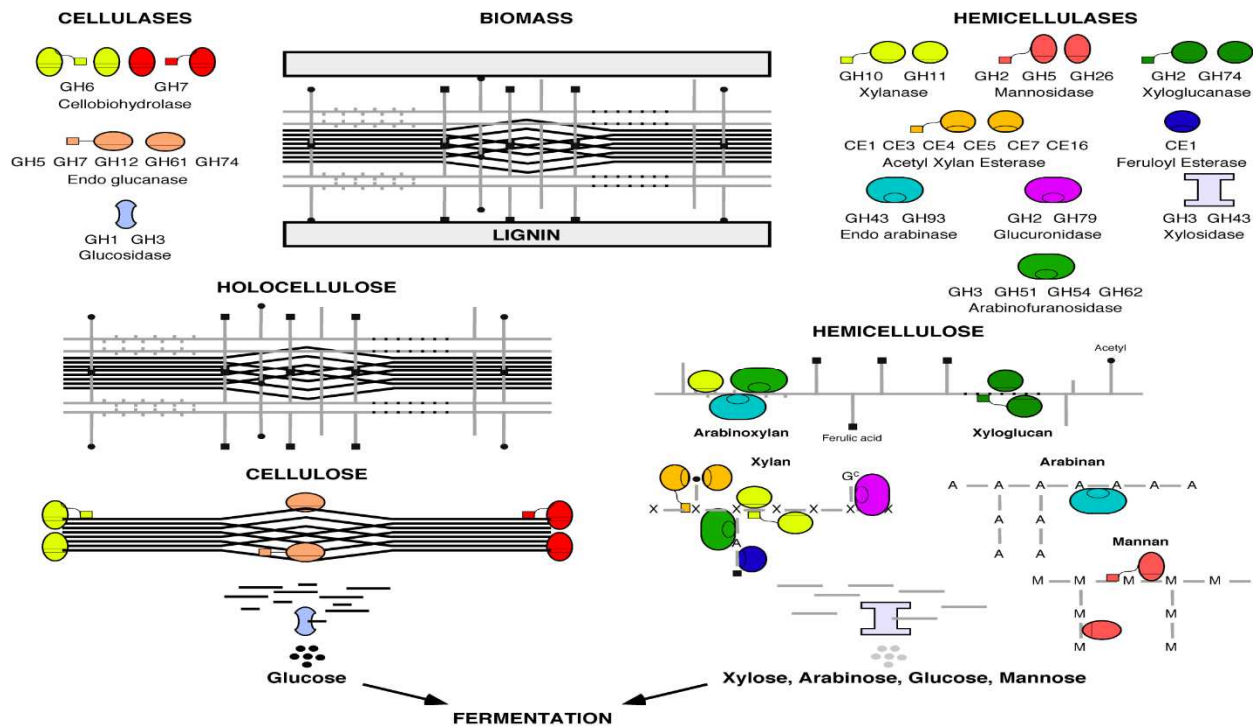 CELLULASES
GH6 GH7
Cellobiohydrolase
GH5 GH7 GH12 GH61 GH74
Endo glucanase
GH1 GH3
Glucosidase
BIOMASS
LIGNIN
HEMICELLULASES
GH10 GH11
Xylanase
GH2 GH5 GH26
Mannosidase
GH2 GH74
Xyloglucanase
CE1 CE3 CE4 CE5 CE7 CE16
Acetyl Xylan Esterase
CE1
Feruloyl Esterase
GH43 GH93
Endo arabinase
GH2 GH79
Glucuronidase
GH3 GH43
Xylosidase
GH3 GH51 GH54 GH62
Arabinofuranosidase
HOLOCELLULOSE
HEMICELLULOSE
Acetyl
Arabinoxylan
Ferulic acid
Xyloglucan
CELLULOSE
Xylan
Gc
X X X X X X X
A
Arabinan
A A A A A A A
A A
A A
Mannan
M M M M M
M M
M M
Glucose
Xylose, Arabinose, Glucose, Mannose
FERMENTATION